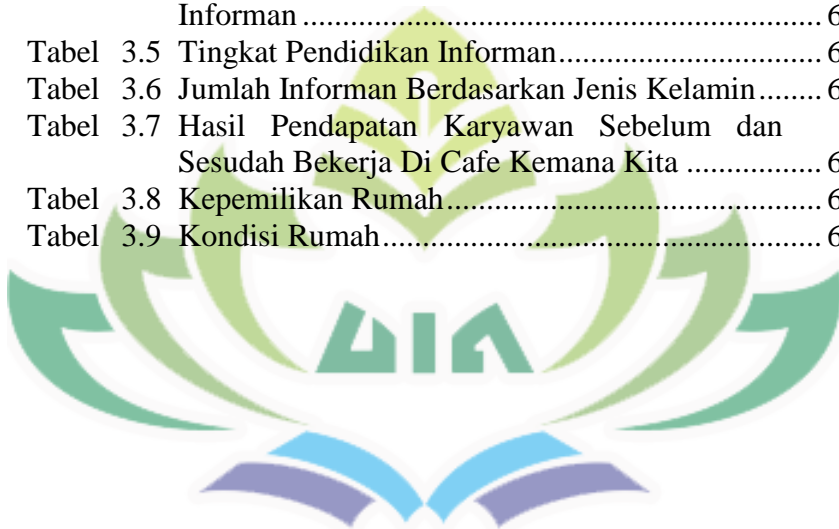 Informan ........................................................... 6
Tabel 3.5 Tingkat Pendidikan Informan .............................. 6
Tabel 3.6 Jumlah Informan Berdasarkan Jenis Kelamin ........ 6
Tabel 3.7 Hasil Pendapatan Karyawan Sebelum dan
Sesudah Bekerja Di Cafe Kemana Kita ................. 6
Tabel 3.8 Kepemilikan Rumah ........................................... 6
Tabel 3.9 Kondisi Rumah .................................................. 6
UIN